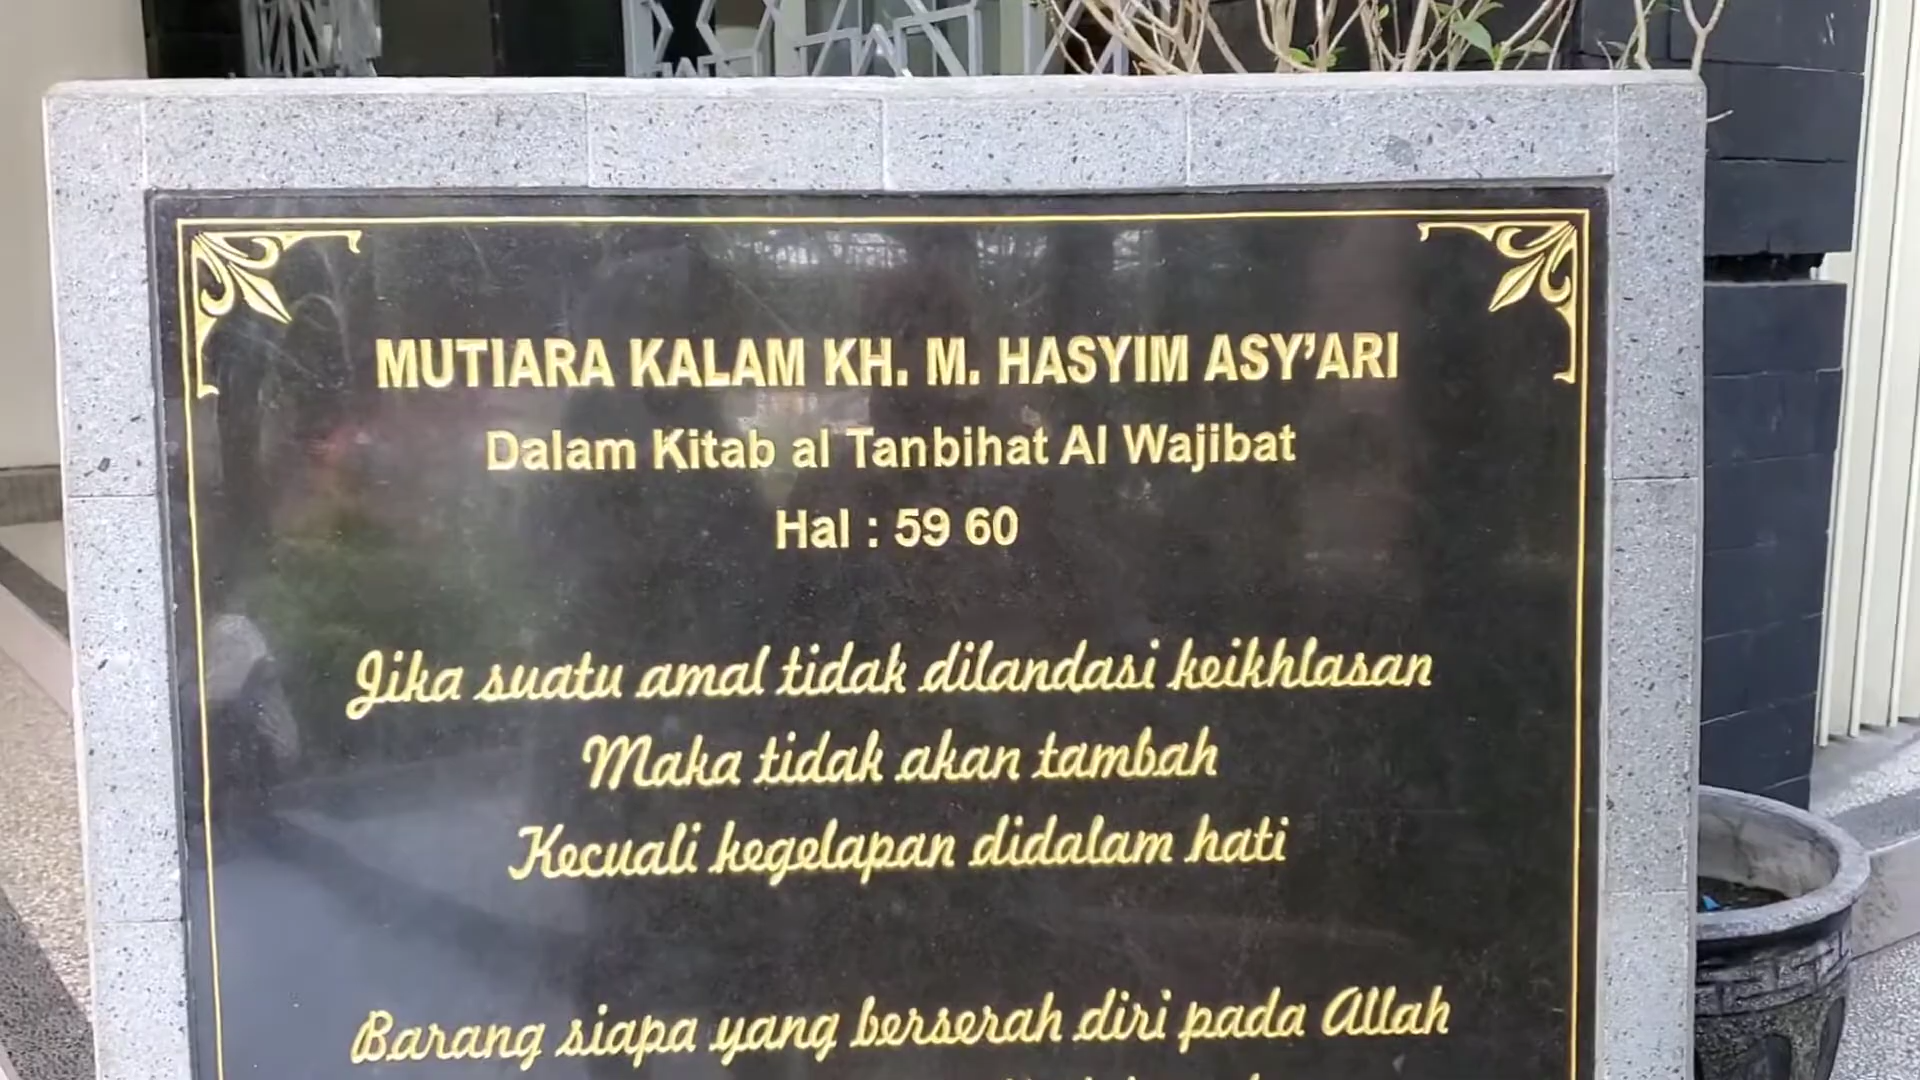 MUTIARA KALAM KH. M. HASYIM ASY'ARI
Dalam Kitab al Tanbihat Al Wajibat
Hal : 59 60
Jika suatu amal tidak dilandasi keikhlasan
Maka tidak akan tambah
Kecuali kegelapan didalam hati
Barang siapa yang berserah diri pada Allah